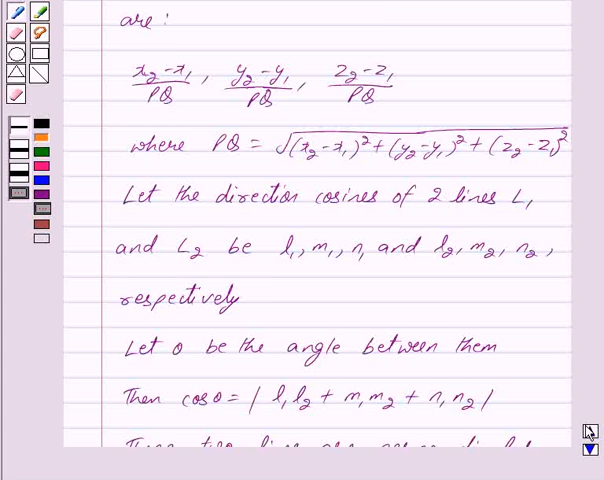 are :
x₂-x₁/PQ , y₂-y₁/PQ , z₂-z₁/PQ
where PQ = √(x₂-x₁)²+(y₂-y₁)²+(z₂-z₁)²
Let the direction cosines of 2 lines L₁
and L₂ be l₁, m₁, n₁ and l₂, m₂, n₂,
respectively
Let θ be the angle between them
Then cosθ = | l₁l₂ + m₁m₂ + n₁n₂ |